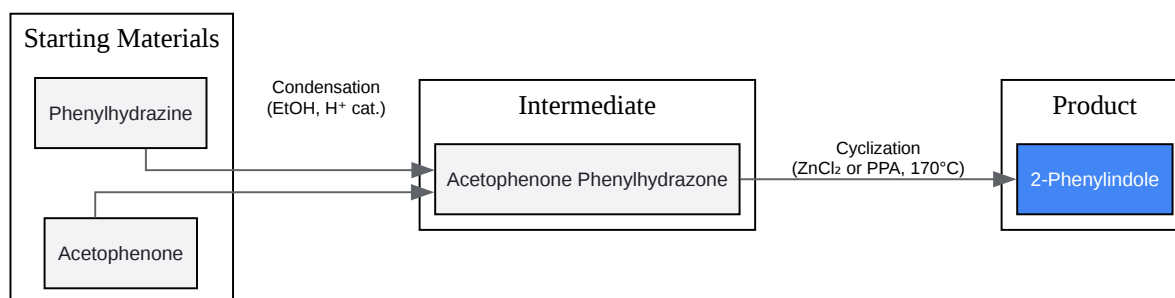 Starting Materials
Phenylhydrazine
Acetophenone
Condensation
(EtOH, H⁺ cat.)
Intermediate
Acetophenone Phenylhydrazone
Cyclization
(ZnCl₂ or PPA, 170°C)
Product
2-Phenylindole